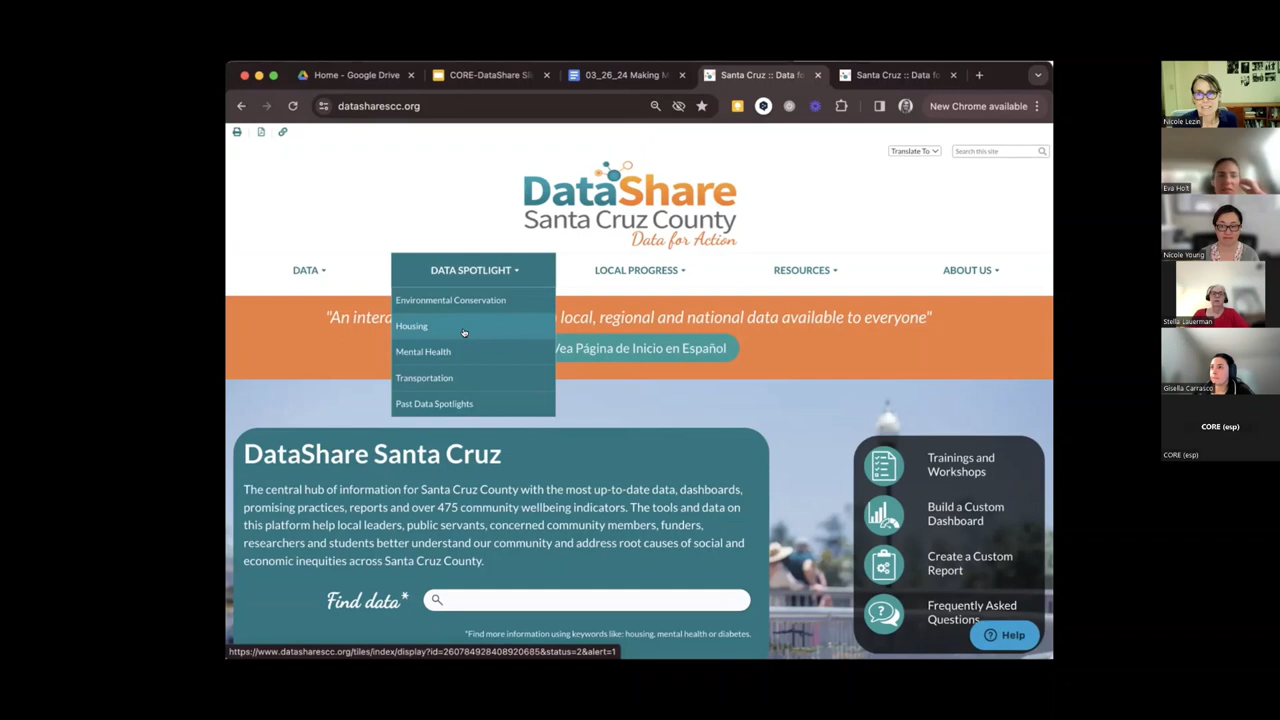 Home - Google Drive
CORE-DataShare Sli
03_26_24 Making M
Santa Cruz :: Data fo
Santa Cruz :: Data fo
datasharescc.org
New Chrome available
Translate To
Search this site
DataShare
Santa Cruz County
Data for Action
DATA
DATA SPOTLIGHT
LOCAL PROGRESS
RESOURCES
ABOUT US
Environmental Conservation
Housing
Mental Health
Transportation
Past Data Spotlights
"An intera
local, regional and national data available to everyone"
Vea Página de Inicio en Español
DataShare Santa Cruz
The central hub of information for Santa Cruz County with the most up-to-date data, dashboards,
promising practices, reports and over 475 community wellbeing indicators. The tools and data on
this platform help local leaders, public servants, concerned community members, funders,
researchers and students better understand our community and address root causes of social and
economic inequities across Santa Cruz County.
Find data*
*Find more information using keywords like: housing, mental health or diabetes.
Trainings and
Workshops
Build a Custom
Dashboard
Create a Custom
Report
Frequently Asked
Questions
Help
https://www.datasharescc.org/tiles/index/display?id=260784928408920685&status=2&alert=1
Nicole Lezin
Eva Holt
Nicole Young
Stella Lauerman
Gisella Carrasco
CORE (esp)
CORE (esp)